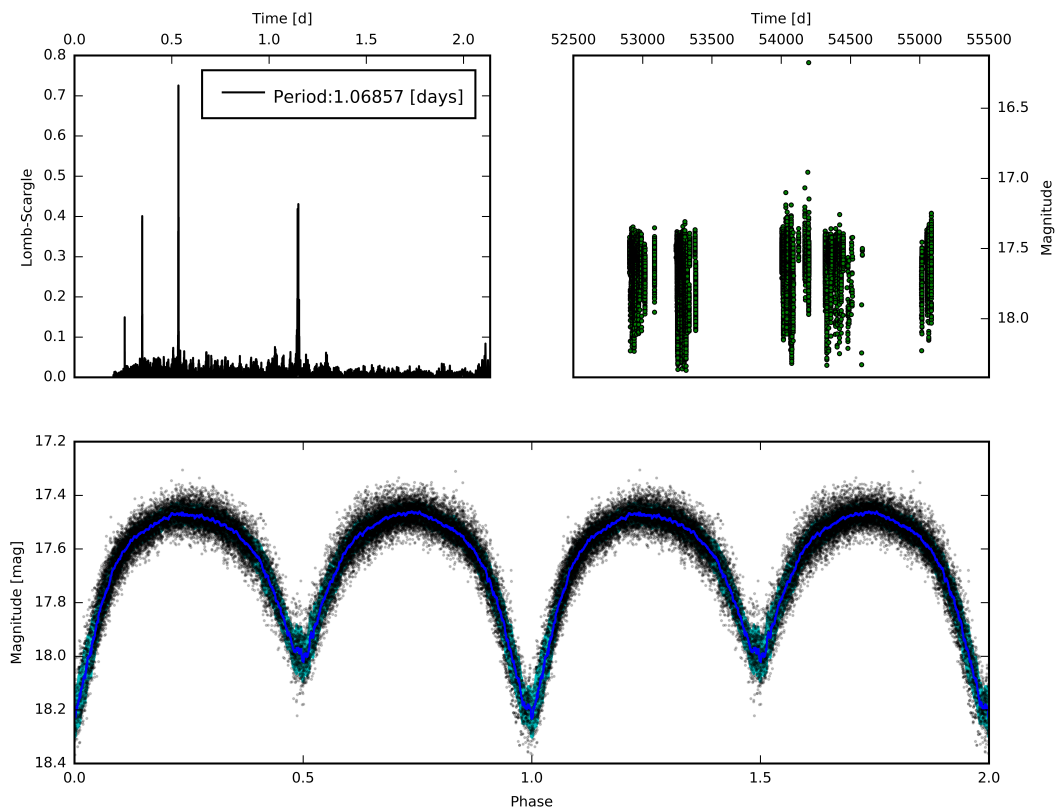 Time [d]
0.0 0.5 1.0 1.5 2.0
0.8
0.7
0.6
0.5
0.4
0.3
0.2
0.1
0.0
Lomb-Scargle
Period:1.06857 [days]
Time [d]
52500 53000 53500 54000 54500 55000 55500
16.5
17.0
17.5
18.0
Magnitude
17.2
17.4
17.6
17.8
18.0
18.2
18.4
Magnitude [mag]
0.0 0.5 1.0 1.5 2.0
Phase